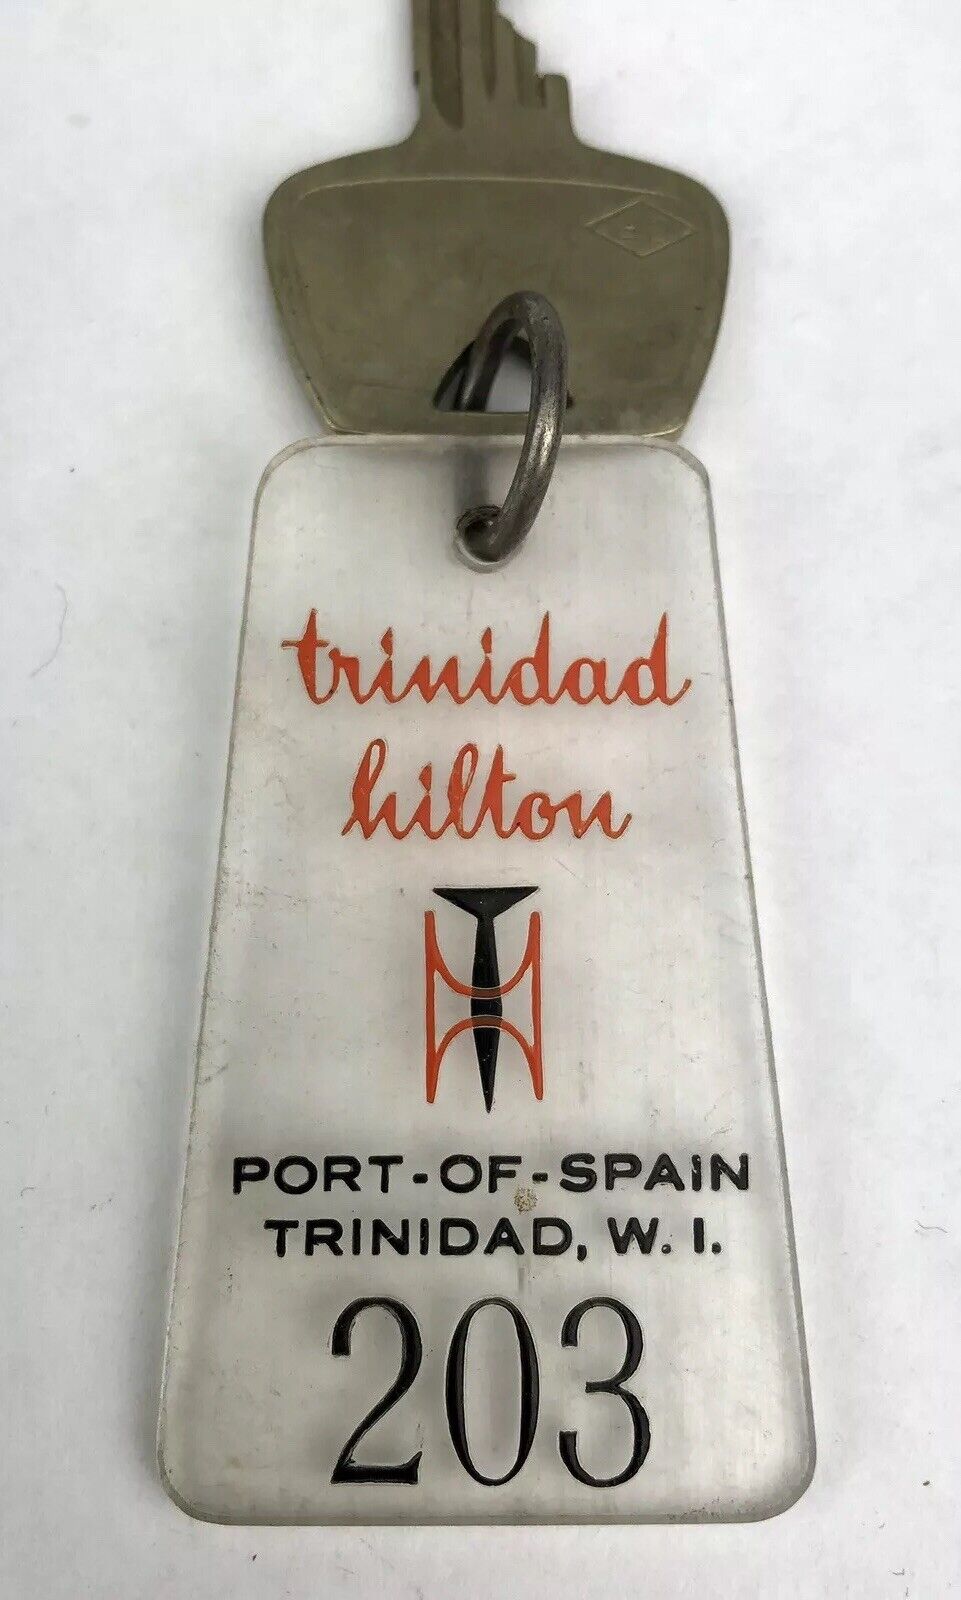 trinidad
hilton
PORT-OF-SPAIN
TRINIDAD, W. I.
203